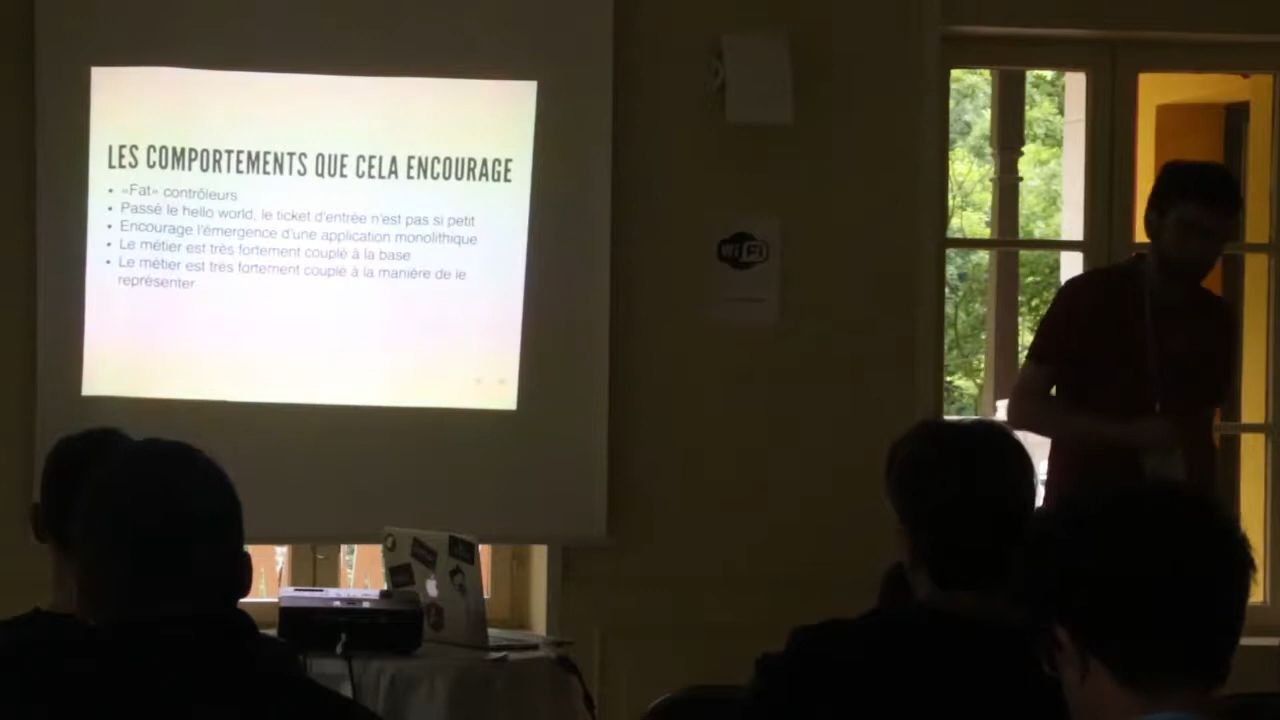 LES COMPORTEMENTS QUE CELA ENCOURAGE
• «Fat» contrôleurs
• Passé le hello world, le ticket d'entrée n'est pas si petit
• Encourage l'émergence d'une application monolithique
• Le métier est très fortement couplé à la base
• Le métier est très fortement couplé à la manière de le
représenter
WiFi